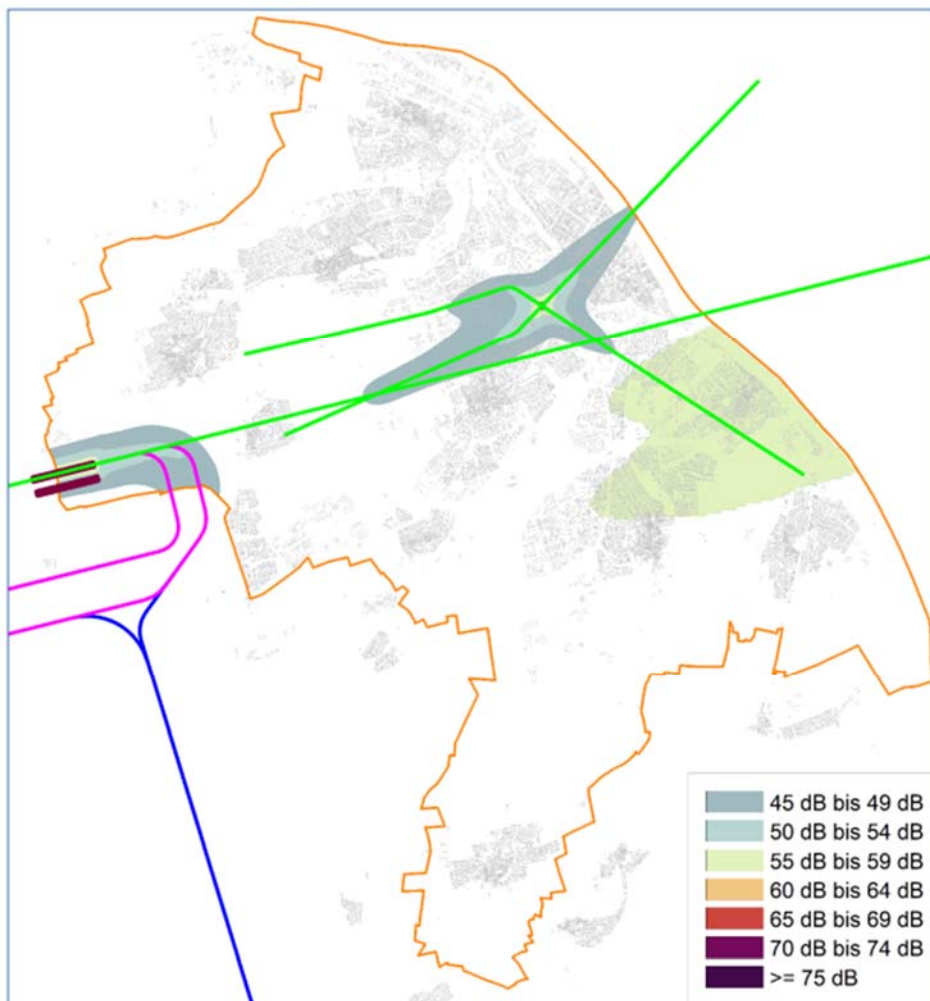 45 dB bis 49 dB
50 dB bis 54 dB
55 dB bis 59 dB
60 dB bis 64 dB
65 dB bis 69 dB
70 dB bis 74 dB
>= 75 dB